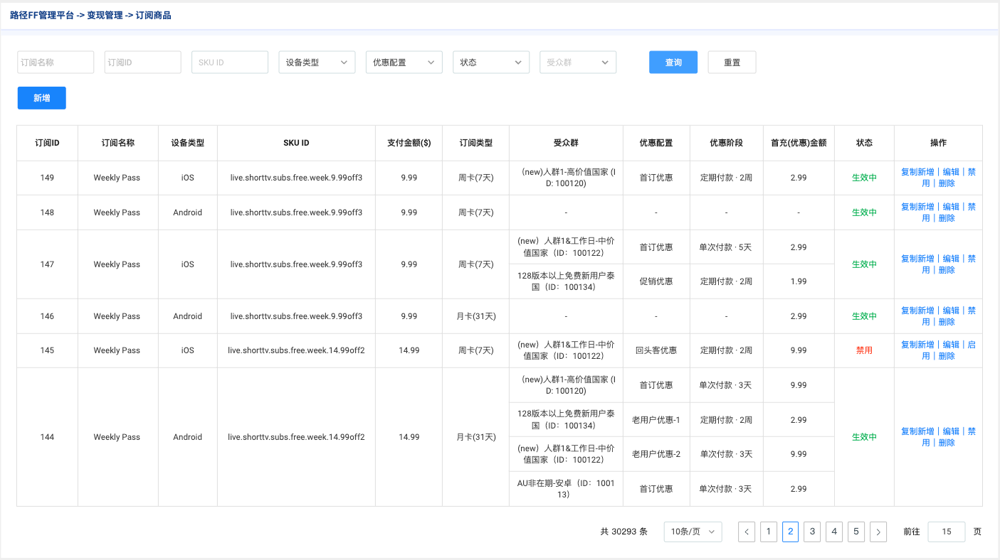 路径FF管理平台 -> 变现管理 -> 订阅商品
订阅名称 订阅ID SKU ID 设备类型 优惠配置 状态 受众群 查询 重置
新增
订阅ID 订阅名称 设备类型 SKU ID 支付金额($) 订阅类型 受众群 优惠配置 优惠阶段 首充(优惠)金额 状态 操作
149 Weekly Pass iOS live.shorttv.subs.free.week.9.99off3 9.99 周卡(7天) (new)人群1-高价值国家 (I 首订优惠 定期付款 · 2周 2.99 生效中 复制新增 | 编辑 | 禁
D: 100120) 用 | 删除
148 Weekly Pass Android live.shorttv.subs.free.week.9.99off3 9.99 周卡(7天) - - - - 生效中 复制新增 | 编辑 | 禁
用 | 删除
147 Weekly Pass iOS live.shorttv.subs.free.week.9.99off3 9.99 周卡(7天) (new）人群1&工作日-中价 首订优惠 单次付款 · 5天 2.99 生效中 复制新增 | 编辑 | 禁
值国家（ID：100122） 用 | 删除
128版本以上免费新用户泰 促销优惠 定期付款 · 2周 1.99
国（ID：100134）
146 Weekly Pass Android live.shorttv.subs.free.week.9.99off3 9.99 月卡(31天) - - - 2.99 生效中 复制新增 | 编辑 | 禁
用 | 删除
145 Weekly Pass iOS live.shorttv.subs.free.week.14.99off2 14.99 周卡(7天) (new）人群1&工作日-中价 回头客优惠 定期付款 · 2周 9.99 禁用 复制新增 | 编辑 | 启
值国家（ID：100122） 用 | 删除
144 Weekly Pass Android live.shorttv.subs.free.week.14.99off2 14.99 月卡(31天) (new)人群1-高价值国家 (I 首订优惠 单次付款 · 3天 9.99 生效中 复制新增 | 编辑 | 禁
D: 100120) 用 | 删除
128版本以上免费新用户泰 老用户优惠-1 定期付款 · 2周 2.99
国（ID：100134）
(new）人群1&工作日-中价 老用户优惠-2 单次付款 · 3天 9.99
值国家（ID：100122）
AU非在期-安卓（ID：1001 首订优惠 单次付款 · 3天 2.99
13）
共 30293 条 10条/页 < 1 2 3 4 5 > 前往 15 页